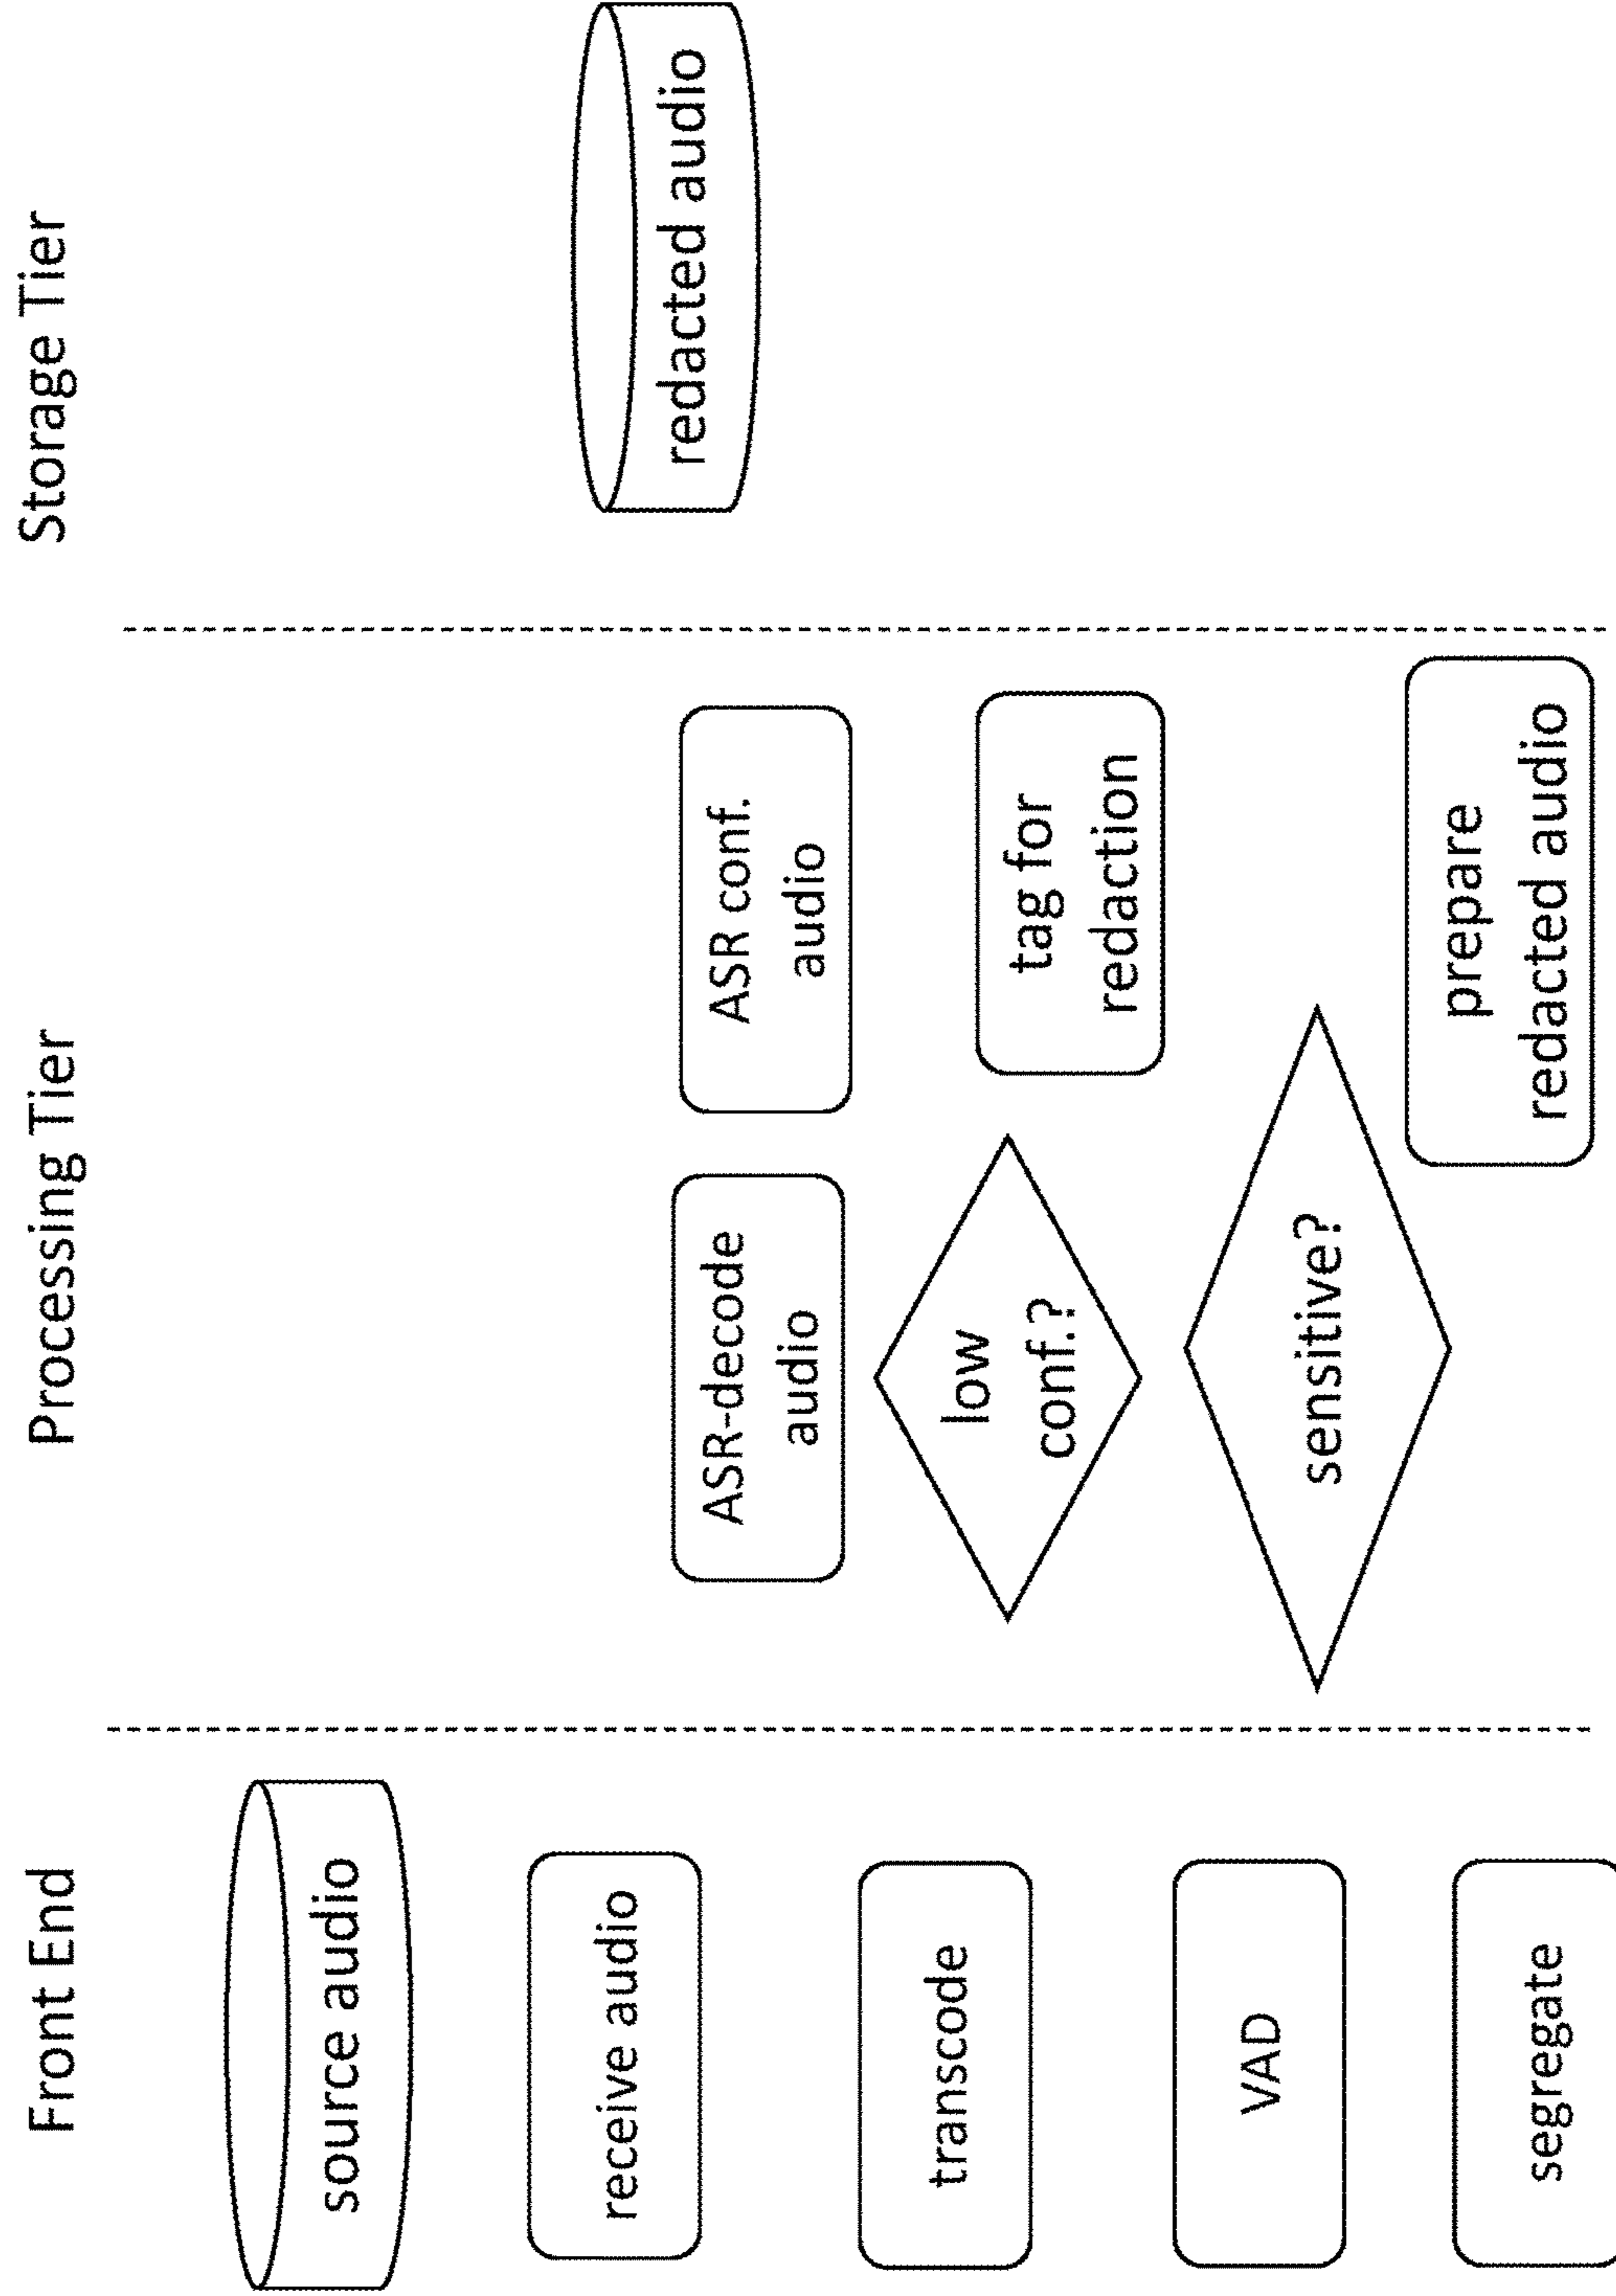 Front End
Processing Tier
Storage Tier
source audio
receive audio
transcode
VAD
segregate
ASR-decode
audio
ASR conf.
audio
low
conf.?
tag for
redaction
sensitive?
prepare
redacted audio
redacted audio